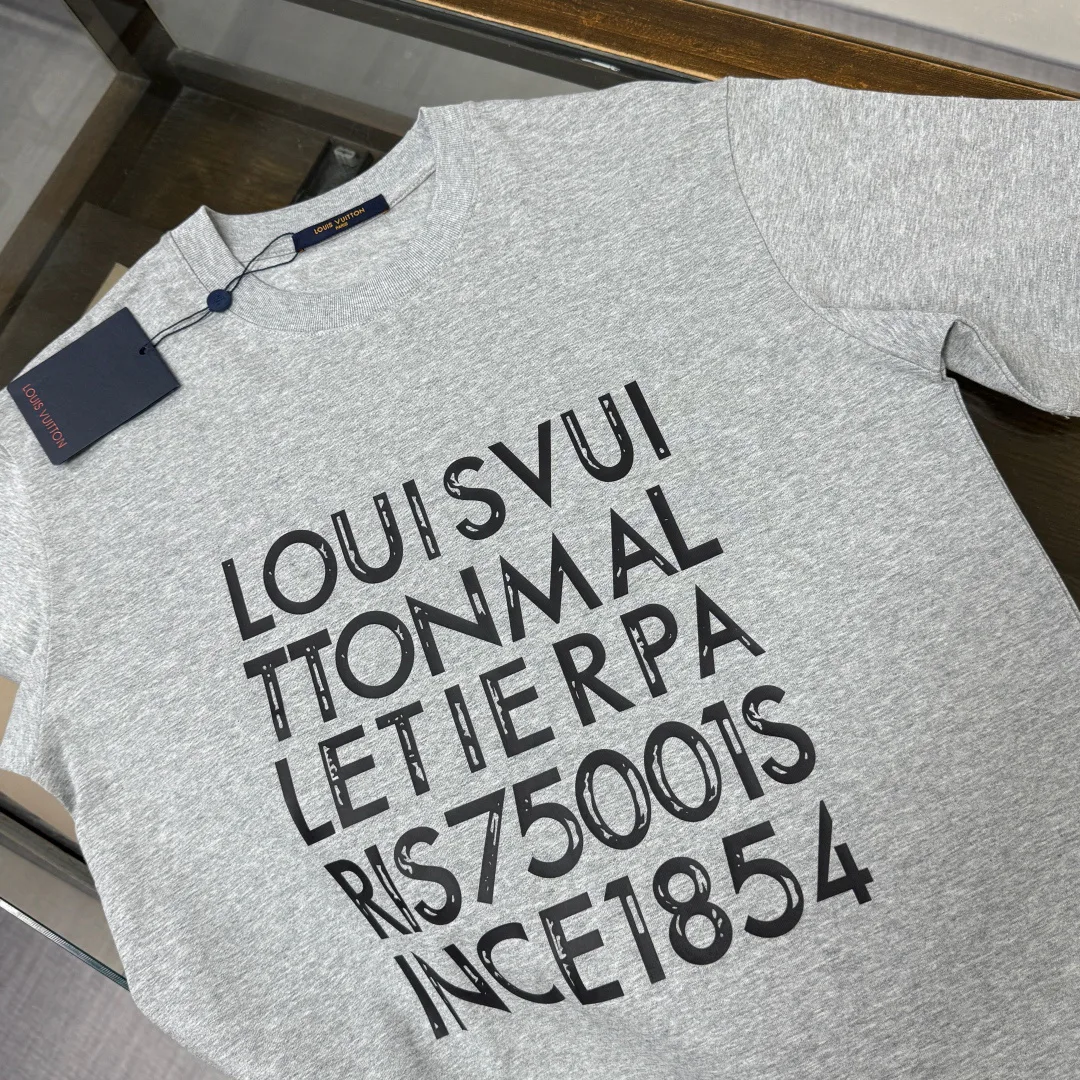 LOUIS VUITTON
PARIS
LOUIS VUITTON
LOUISVUI
TTONMAL
LETIERPA
RIS75001S
INCE1854